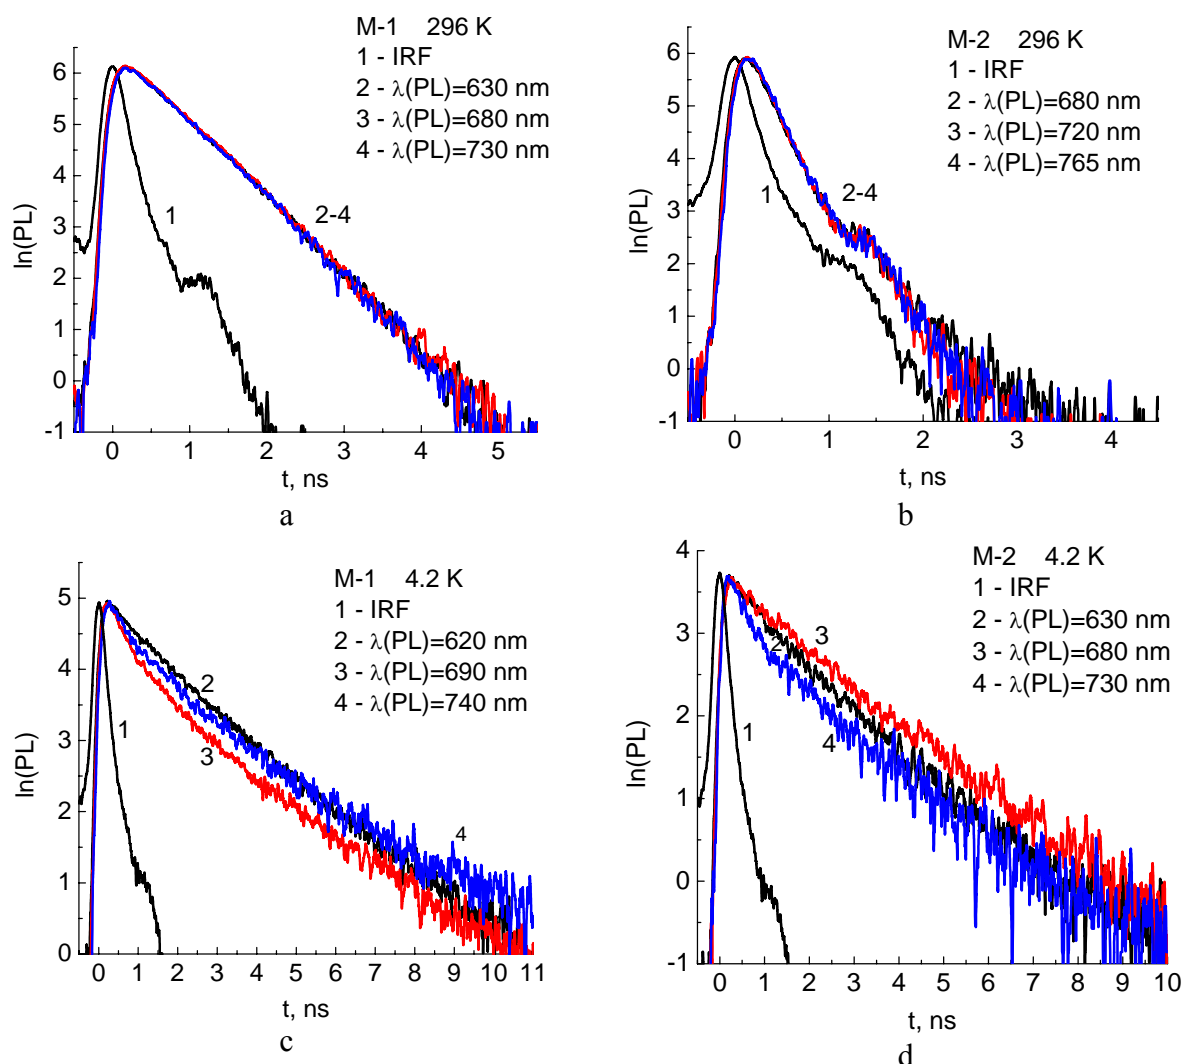 M-1 296 K
1 - IRF
2 - λ(PL)=630 nm
3 - λ(PL)=680 nm
4 - λ(PL)=730 nm
ln(PL)
6
5
4
3
2
1
0
-1
1
2-4
0 1 2 3 4 5
t, ns
a
M-2 296 K
1 - IRF
2 - λ(PL)=680 nm
3 - λ(PL)=720 nm
4 - λ(PL)=765 nm
ln(PL)
6
5
4
3
2
1
0
-1
1
2-4
0 1 2 3 4
t, ns
b
M-1 4.2 K
1 - IRF
2 - λ(PL)=620 nm
3 - λ(PL)=690 nm
4 - λ(PL)=740 nm
ln(PL)
5
4
3
2
1
0
1
2
3
4
0 1 2 3 4 5 6 7 8 9 10 11
t, ns
c
M-2 4.2 K
1 - IRF
2 - λ(PL)=630 nm
3 - λ(PL)=680 nm
4 - λ(PL)=730 nm
ln(PL)
4
3
2
1
0
-1
1
2
3
4
0 1 2 3 4 5 6 7 8 9 10
t, ns
d